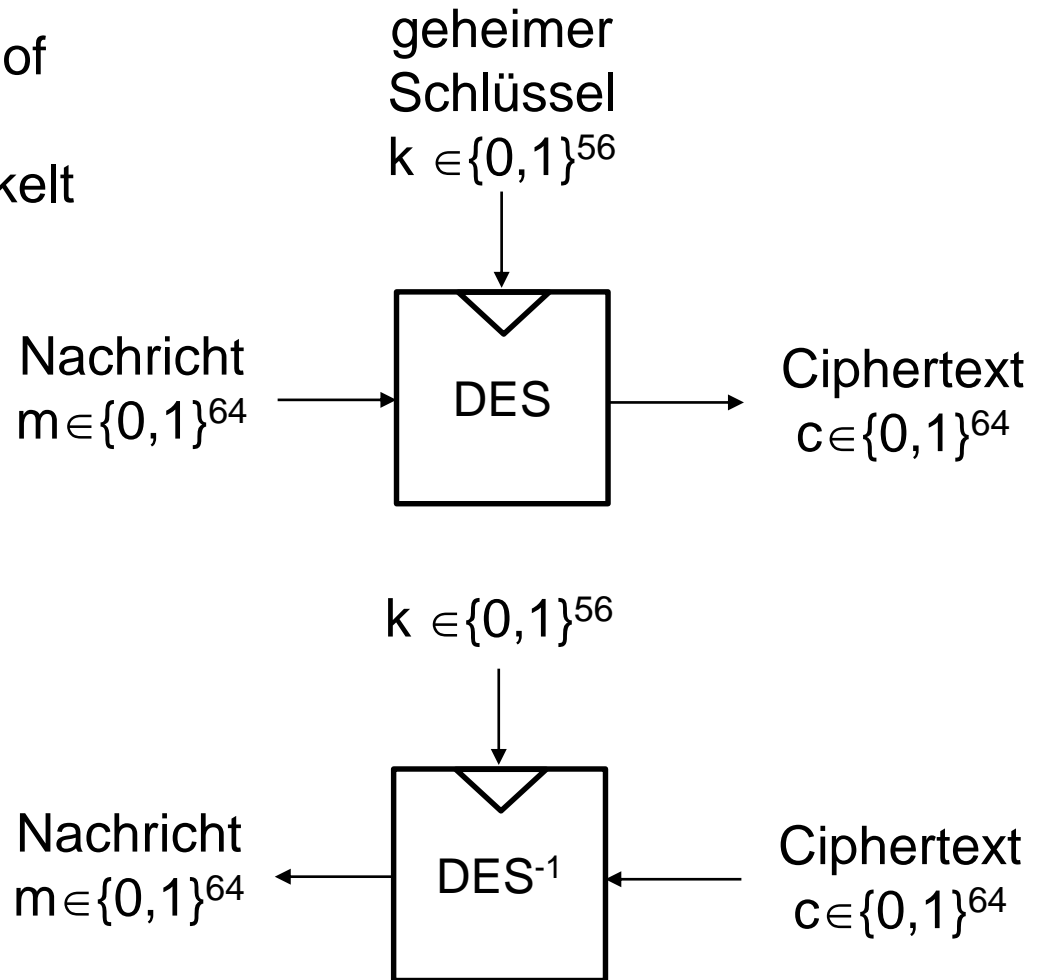 of
kelt
geheimer
Schlüssel
k ∈{0,1}⁵⁶
Nachricht
m∈{0,1}⁶⁴
DES
Ciphertext
c∈{0,1}⁶⁴
k ∈{0,1}⁵⁶
Nachricht
m∈{0,1}⁶⁴
DES⁻¹
Ciphertext
c∈{0,1}⁶⁴